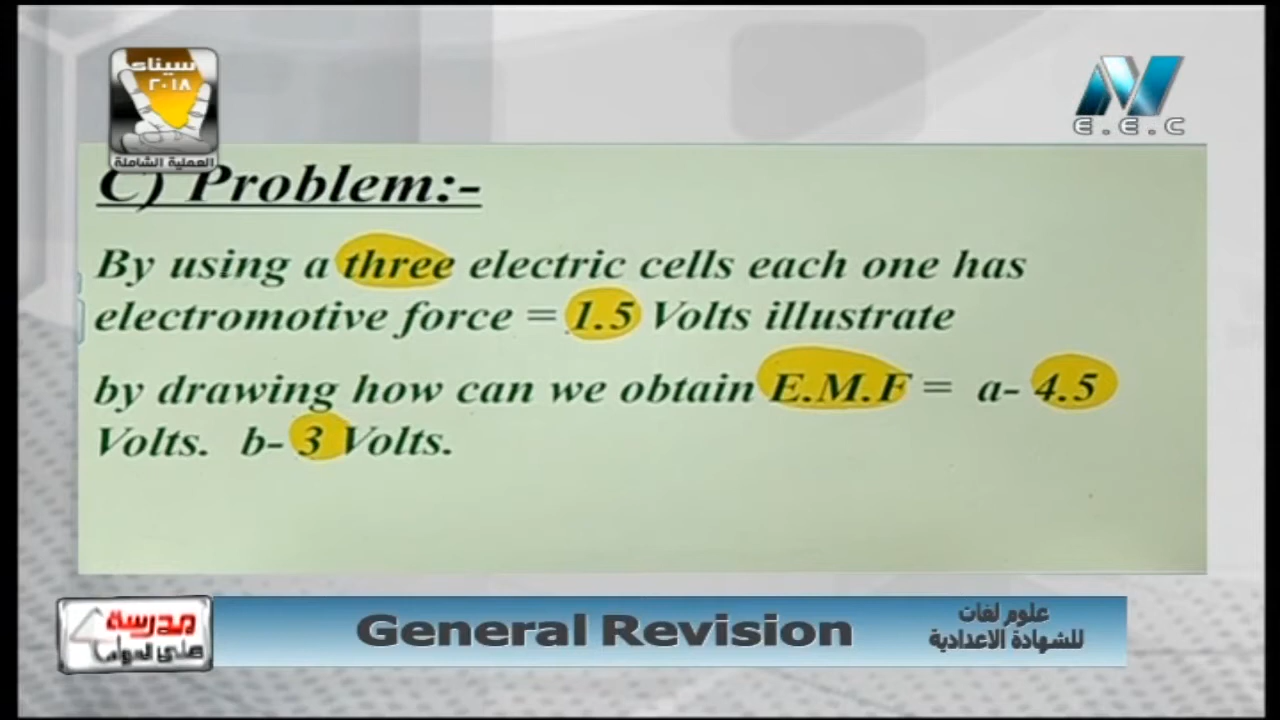 سيناء
٢٠١٨
العملية الشاملة
E.E.C
C) Problem:-
By using a three electric cells each one has
electromotive force = 1.5 Volts illustrate
by drawing how can we obtain E.M.F = a- 4.5
Volts. b- 3 Volts.
مدرسة
على الهواء
General Revision
علوم لغات
للشهادة الاعدادية